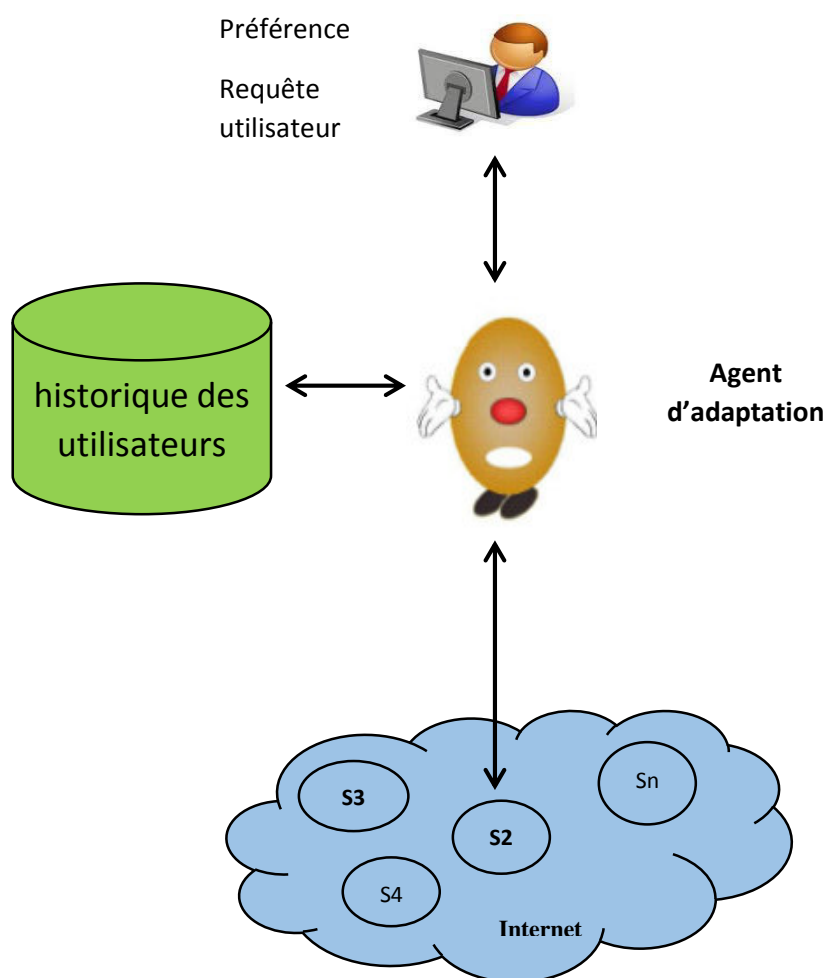 Préférence
Requête
utilisateur
historique des
utilisateurs
Agent
d’adaptation
S3
Sn
S2
S4
Internet